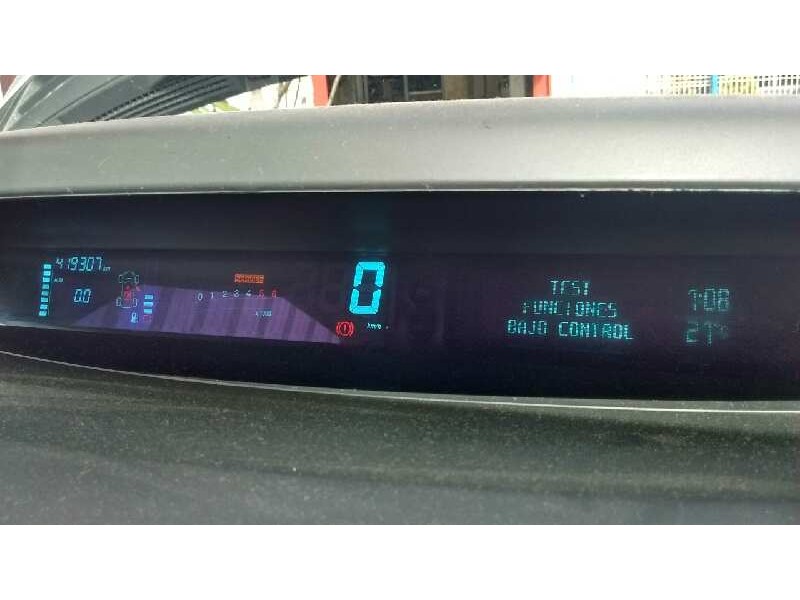 419307 km
0.0
0 1 2 3 4 5 6
0
km/h
TEST
FUNCIONES
BAJO CONTROL
1:08
21°